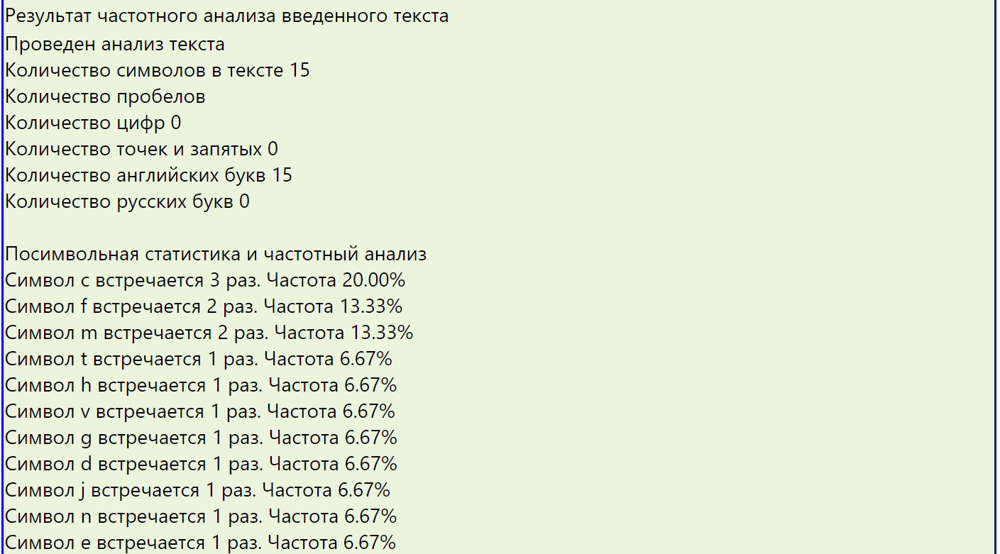 Результат частотного анализа введенного текста
Проведен анализ текста
Количество символов в тексте 15
Количество пробелов
Количество цифр 0
Количество точек и запятых 0
Количество английских букв 15
Количество русских букв 0
Посимвольная статистика и частотный анализ
Символ c встречается 3 раз. Частота 20.00%
Символ f встречается 2 раз. Частота 13.33%
Символ m встречается 2 раз. Частота 13.33%
Символ t встречается 1 раз. Частота 6.67%
Символ h встречается 1 раз. Частота 6.67%
Символ v встречается 1 раз. Частота 6.67%
Символ g встречается 1 раз. Частота 6.67%
Символ d встречается 1 раз. Частота 6.67%
Символ j встречается 1 раз. Частота 6.67%
Символ n встречается 1 раз. Частота 6.67%
Символ e встречается 1 раз. Частота 6.67%